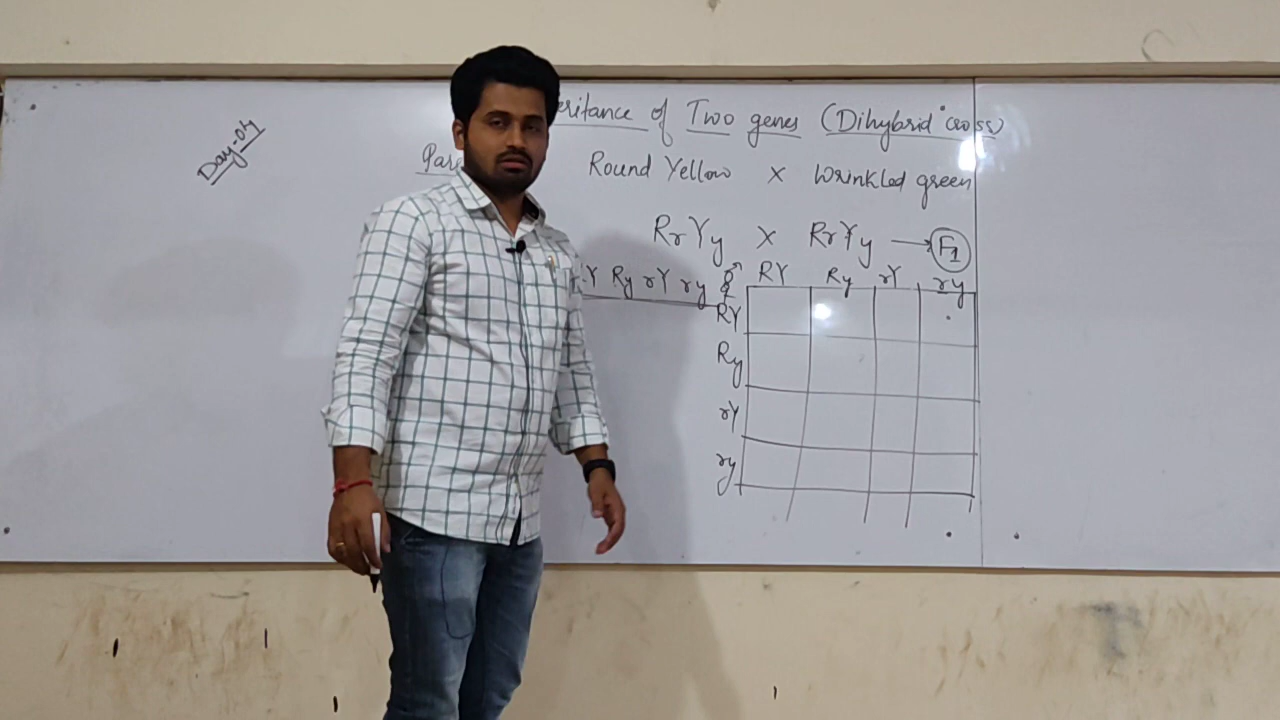 Day-04
eritance of Two genes (Dihybrid cross)
Pare
Round Yellow × Wrinkled green
RrYy × RrYy → F1
Y Ry rY ry ♀ ♂ RY Ry rY ry
RY
Ry
rY
ry